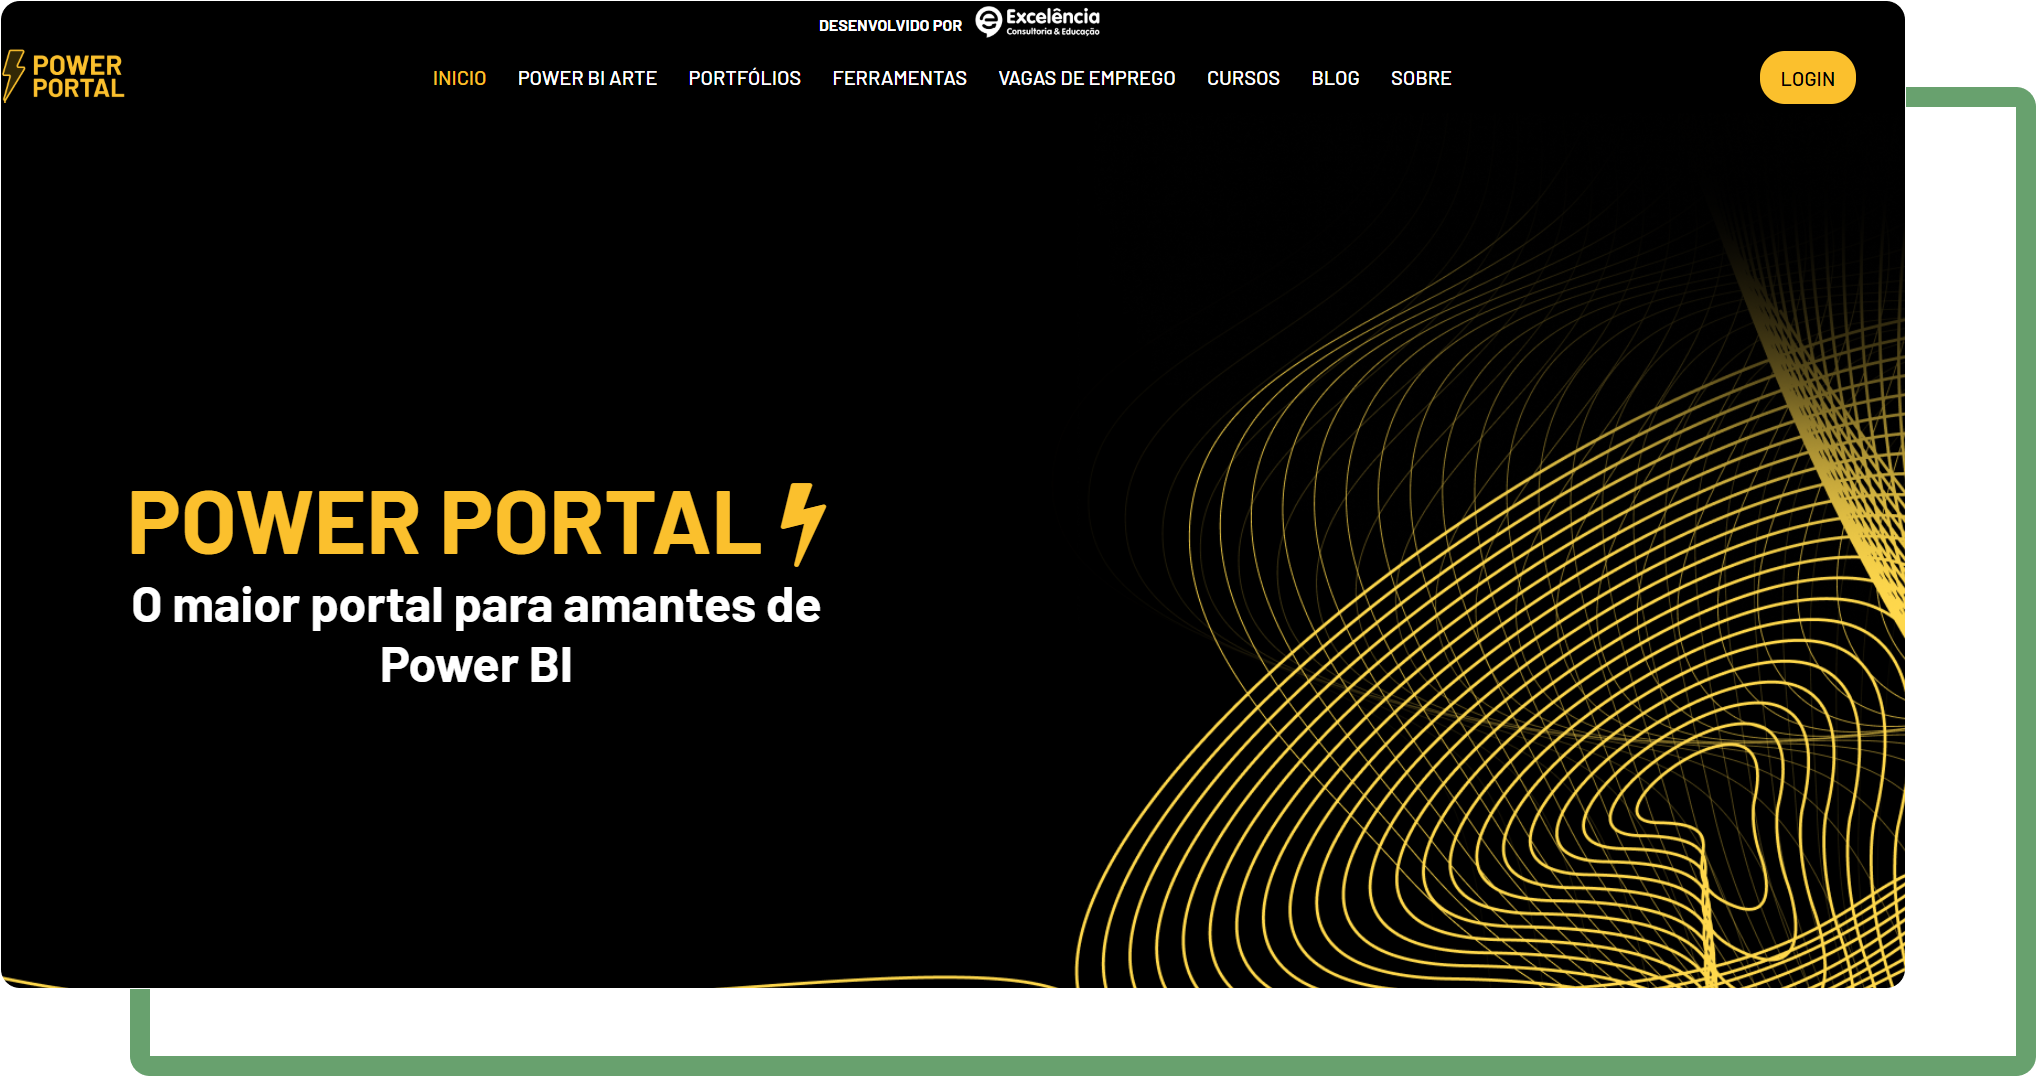 DESENVOLVIDO POR Excelência
Consultoria & Educação
POWER
PORTAL
INICIO POWER BI ARTE PORTFÓLIOS FERRAMENTAS VAGAS DE EMPREGO CURSOS BLOG SOBRE LOGIN
POWER PORTAL
O maior portal para amantes de
Power BI